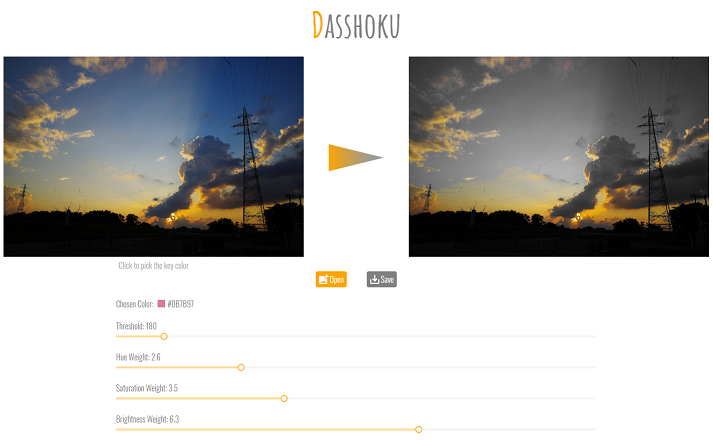 DASSHOKU
Click to pick the key color
Open
Save
Chosen Color: #DB7B97
Threshold: 180
Hue Weight: 2.6
Saturation Weight: 3.5
Brightness Weight: 6.3